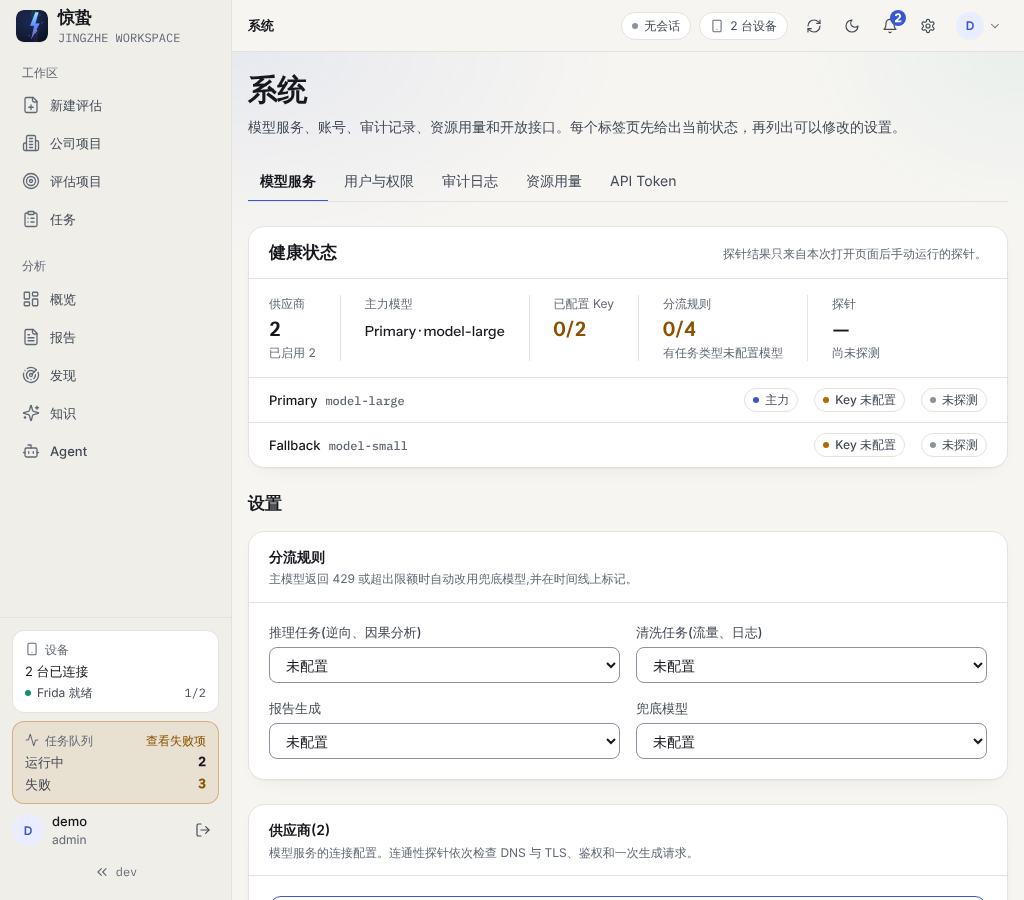 惊蛰
JINGZHE WORKSPACE
工作区
新建评估
公司项目
评估项目
任务
分析
概览
报告
发现
知识
Agent
设备
2 台已连接
Frida 就绪 1/2
任务队列 查看失败项
运行中 2
失败 3
D demo
admin
dev
系统 无会话 2 台设备 2 D
系统
模型服务、账号、审计记录、资源用量和开放接口。每个标签页先给出当前状态，再列出可以修改的设置。
模型服务 用户与权限 审计日志 资源用量 API Token
健康状态 探针结果只来自本次打开页面后手动运行的探针。
供应商 主力模型 已配置 Key 分流规则 探针
2 Primary · model-large 0/2 0/4 —
已启用 2 有任务类型未配置模型 尚未探测
Primary model-large 主力 Key 未配置 未探测
Fallback model-small Key 未配置 未探测
设置
分流规则
主模型返回 429 或超出限额时自动改用兜底模型,并在时间线上标记。
推理任务(逆向、因果分析) 清洗任务(流量、日志)
未配置 未配置
报告生成 兜底模型
未配置 未配置
供应商(2)
模型服务的连接配置。连通性探针依次检查 DNS 与 TLS、鉴权和一次生成请求。